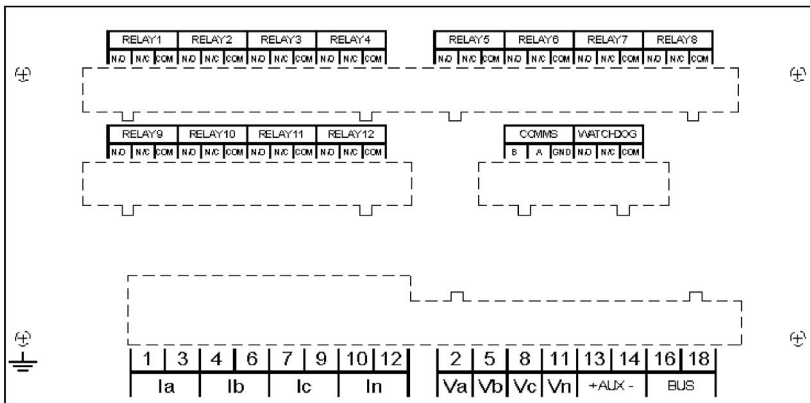 RELAY1 RELAY2 RELAY3 RELAY4 RELAY5 RELAY6 RELAY7 RELAY8
N/O N/C COM N/O N/C COM N/O N/C COM N/O N/C COM N/O N/C COM N/O N/C COM N/O N/C COM N/O N/C COM
RELAY9 RELAY10 RELAY11 RELAY12 COMMS WATCHDOG
N/O N/C COM N/O N/C COM N/O N/C COM N/O N/C COM B A GND N/O N/C COM
1 3 4 6 7 9 10 12 2 5 8 11 13 14 16 18
Ia Ib Ic In Va Vb Vc Vn +AUX - BUS